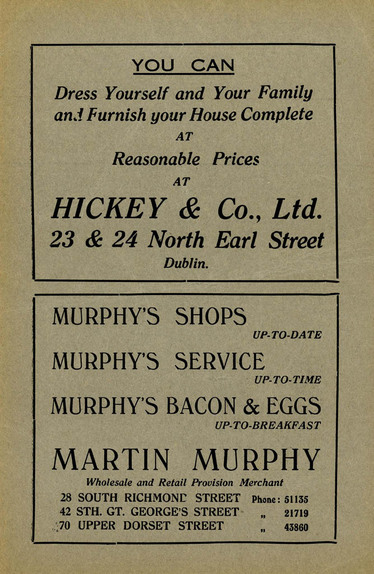 YOU CAN
Dress Yourself and Your Family
and Furnish your House Complete
AT
Reasonable Prices
AT
HICKEY & Co., Ltd.
23 & 24 North Earl Street
Dublin.
MURPHY'S SHOPS
UP-TO-DATE
MURPHY'S SERVICE
UP-TO-TIME
MURPHY'S BACON & EGGS
UP-TO-BREAKFAST
MARTIN MURPHY
Wholesale and Retail Provision Merchant
28 SOUTH RICHMOND STREET Phone: 51135
42 STH. GT. GEORGE'S STREET „ 21719
70 UPPER DORSET STREET „ 43860